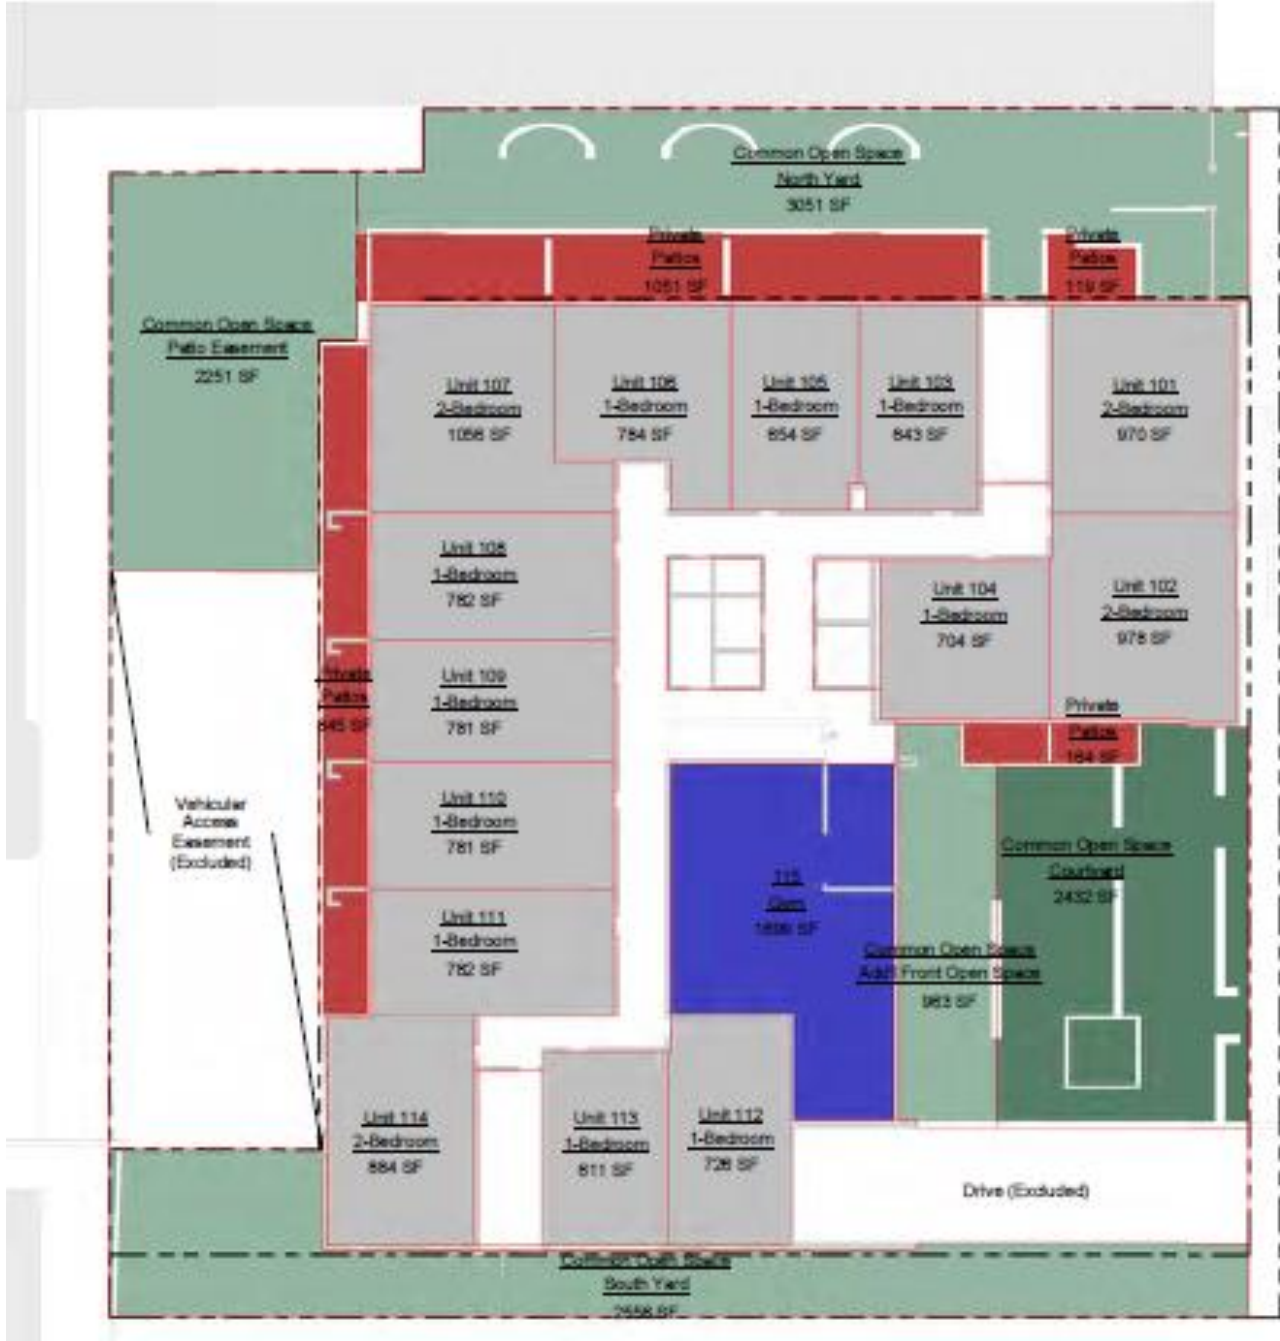 Common Open Space
North Yard
3051 SF
Private
Patios
1051 SF
Private
Patios
119 SF
Common Open Space
Patio Easement
2251 SF
Unit 107
2-Bedroom
1056 SF
Unit 106
1-Bedroom
784 SF
Unit 105
1-Bedroom
654 SF
Unit 103
1-Bedroom
643 SF
Unit 101
2-Bedroom
970 SF
Unit 108
1-Bedroom
782 SF
Unit 104
1-Bedroom
704 SF
Unit 102
2-Bedroom
978 SF
Private
Patios
645 SF
Unit 109
1-Bedroom
781 SF
Private
Patios
164 SF
Vehicular
Access
Easement
(Excluded)
Unit 110
1-Bedroom
781 SF
115
Gym
SF
Common Open Space
Courtyard
2432 SF
Unit 111
1-Bedroom
782 SF
Common Open Space
Add'l Front Open Space
963 SF
Unit 114
2-Bedroom
884 SF
Unit 113
1-Bedroom
611 SF
Unit 112
1-Bedroom
726 SF
Drive (Excluded)
Common Open Space
South Yard
2556 SF